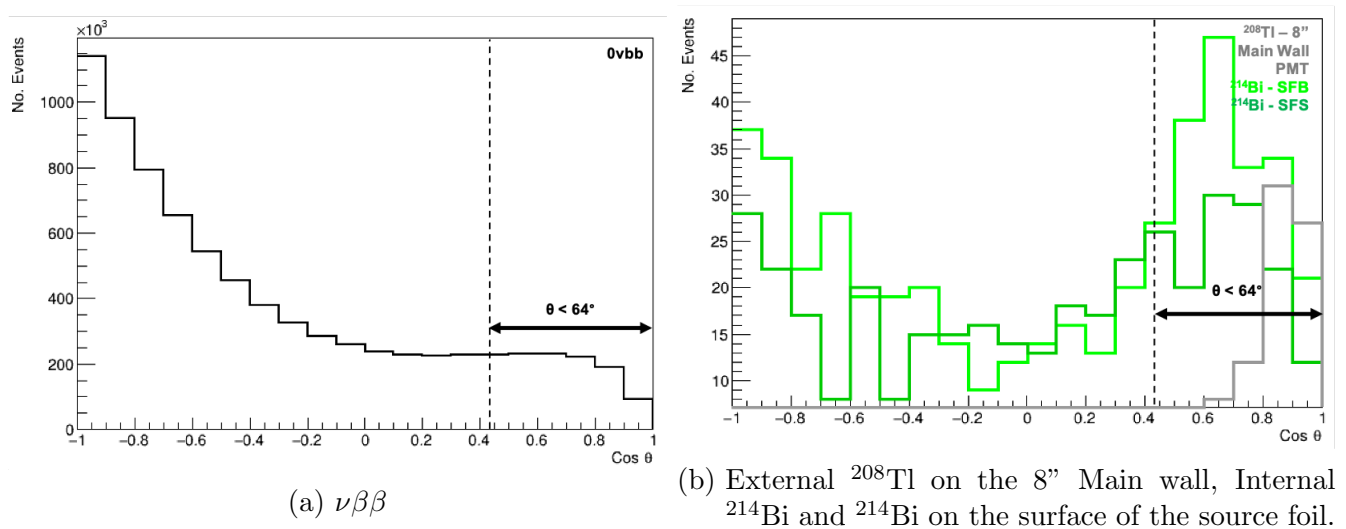 ×10³
No. Events
0νbb
1000
800
600
400
200
0
θ < 64°
−1 −0.8 −0.6 −0.4 −0.2 0 0.2 0.4 0.6 0.8 1
Cos θ
(a) νββ
No. Events
²⁰⁸Tl – 8”
Main Wall
PMT
²¹⁴Bi - SFB
²¹⁴Bi - SFS
45
40
35
30
25
20
15
10
θ < 64°
−1 −0.8 −0.6 −0.4 −0.2 0 0.2 0.4 0.6 0.8 1
Cos θ
(b) External ²⁰⁸Tl on the 8” Main wall, Internal
²¹⁴Bi and ²¹⁴Bi on the surface of the source foil.